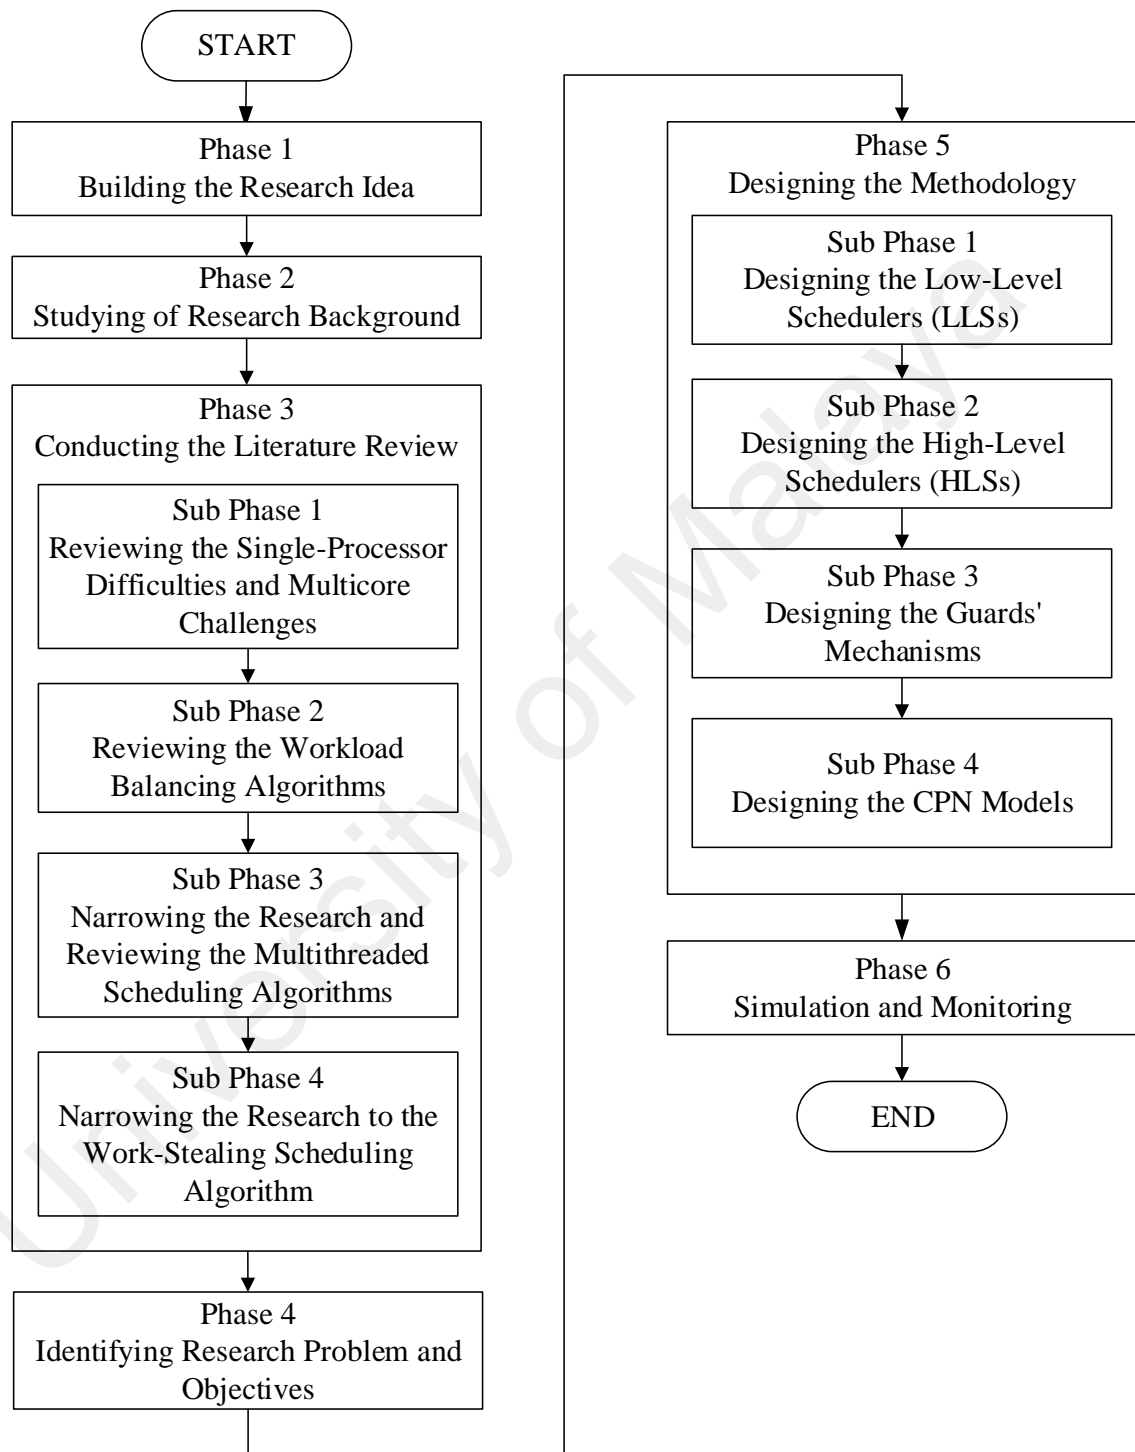 START
Phase 1
Building the Research Idea
Phase 2
Studying of Research Background
Phase 3
Conducting the Literature Review
Sub Phase 1
Reviewing the Single-Processor
Difficulties and Multicore
Challenges
Sub Phase 2
Reviewing the Workload
Balancing Algorithms
Sub Phase 3
Narrowing the Research and
Reviewing the Multithreaded
Scheduling Algorithms
Sub Phase 4
Narrowing the Research to the
Work-Stealing Scheduling
Algorithm
Phase 4
Identifying Research Problem and
Objectives
Phase 5
Designing the Methodology
Sub Phase 1
Designing the Low-Level
Schedulers (LLSs)
Sub Phase 2
Designing the High-Level
Schedulers (HLSs)
Sub Phase 3
Designing the Guards'
Mechanisms
Sub Phase 4
Designing the CPN Models
Phase 6
Simulation and Monitoring
END
University of Malaya